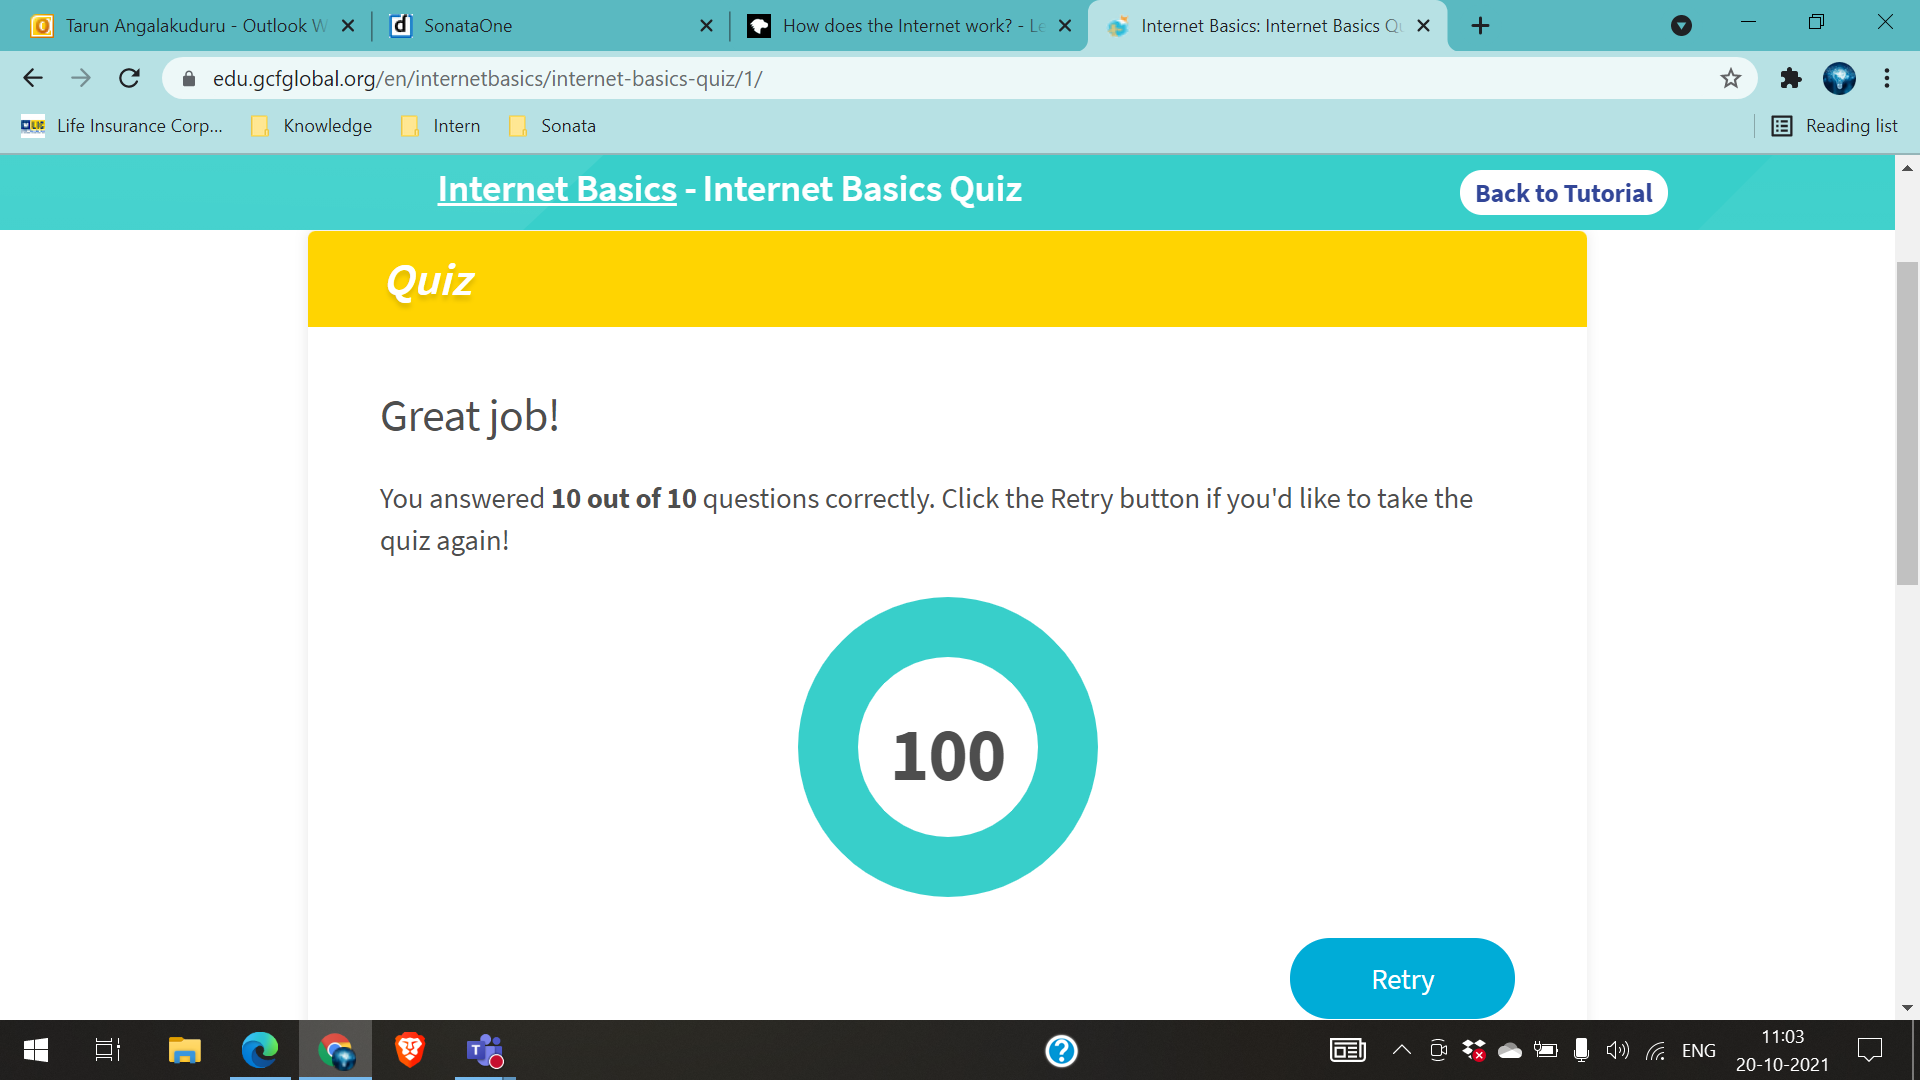 Tarun Angalakuduru - Outlook W
SonataOne
How does the Internet work? - Le
Internet Basics: Internet Basics Qu
edu.gcfglobal.org/en/internetbasics/internet-basics-quiz/1/
Life Insurance Corp...
Knowledge
Intern
Sonata
Reading list
Internet Basics - Internet Basics Quiz
Back to Tutorial
Quiz
Great job!
You answered 10 out of 10 questions correctly. Click the Retry button if you'd like to take the
quiz again!
100
Retry
ENG
11:03
20-10-2021